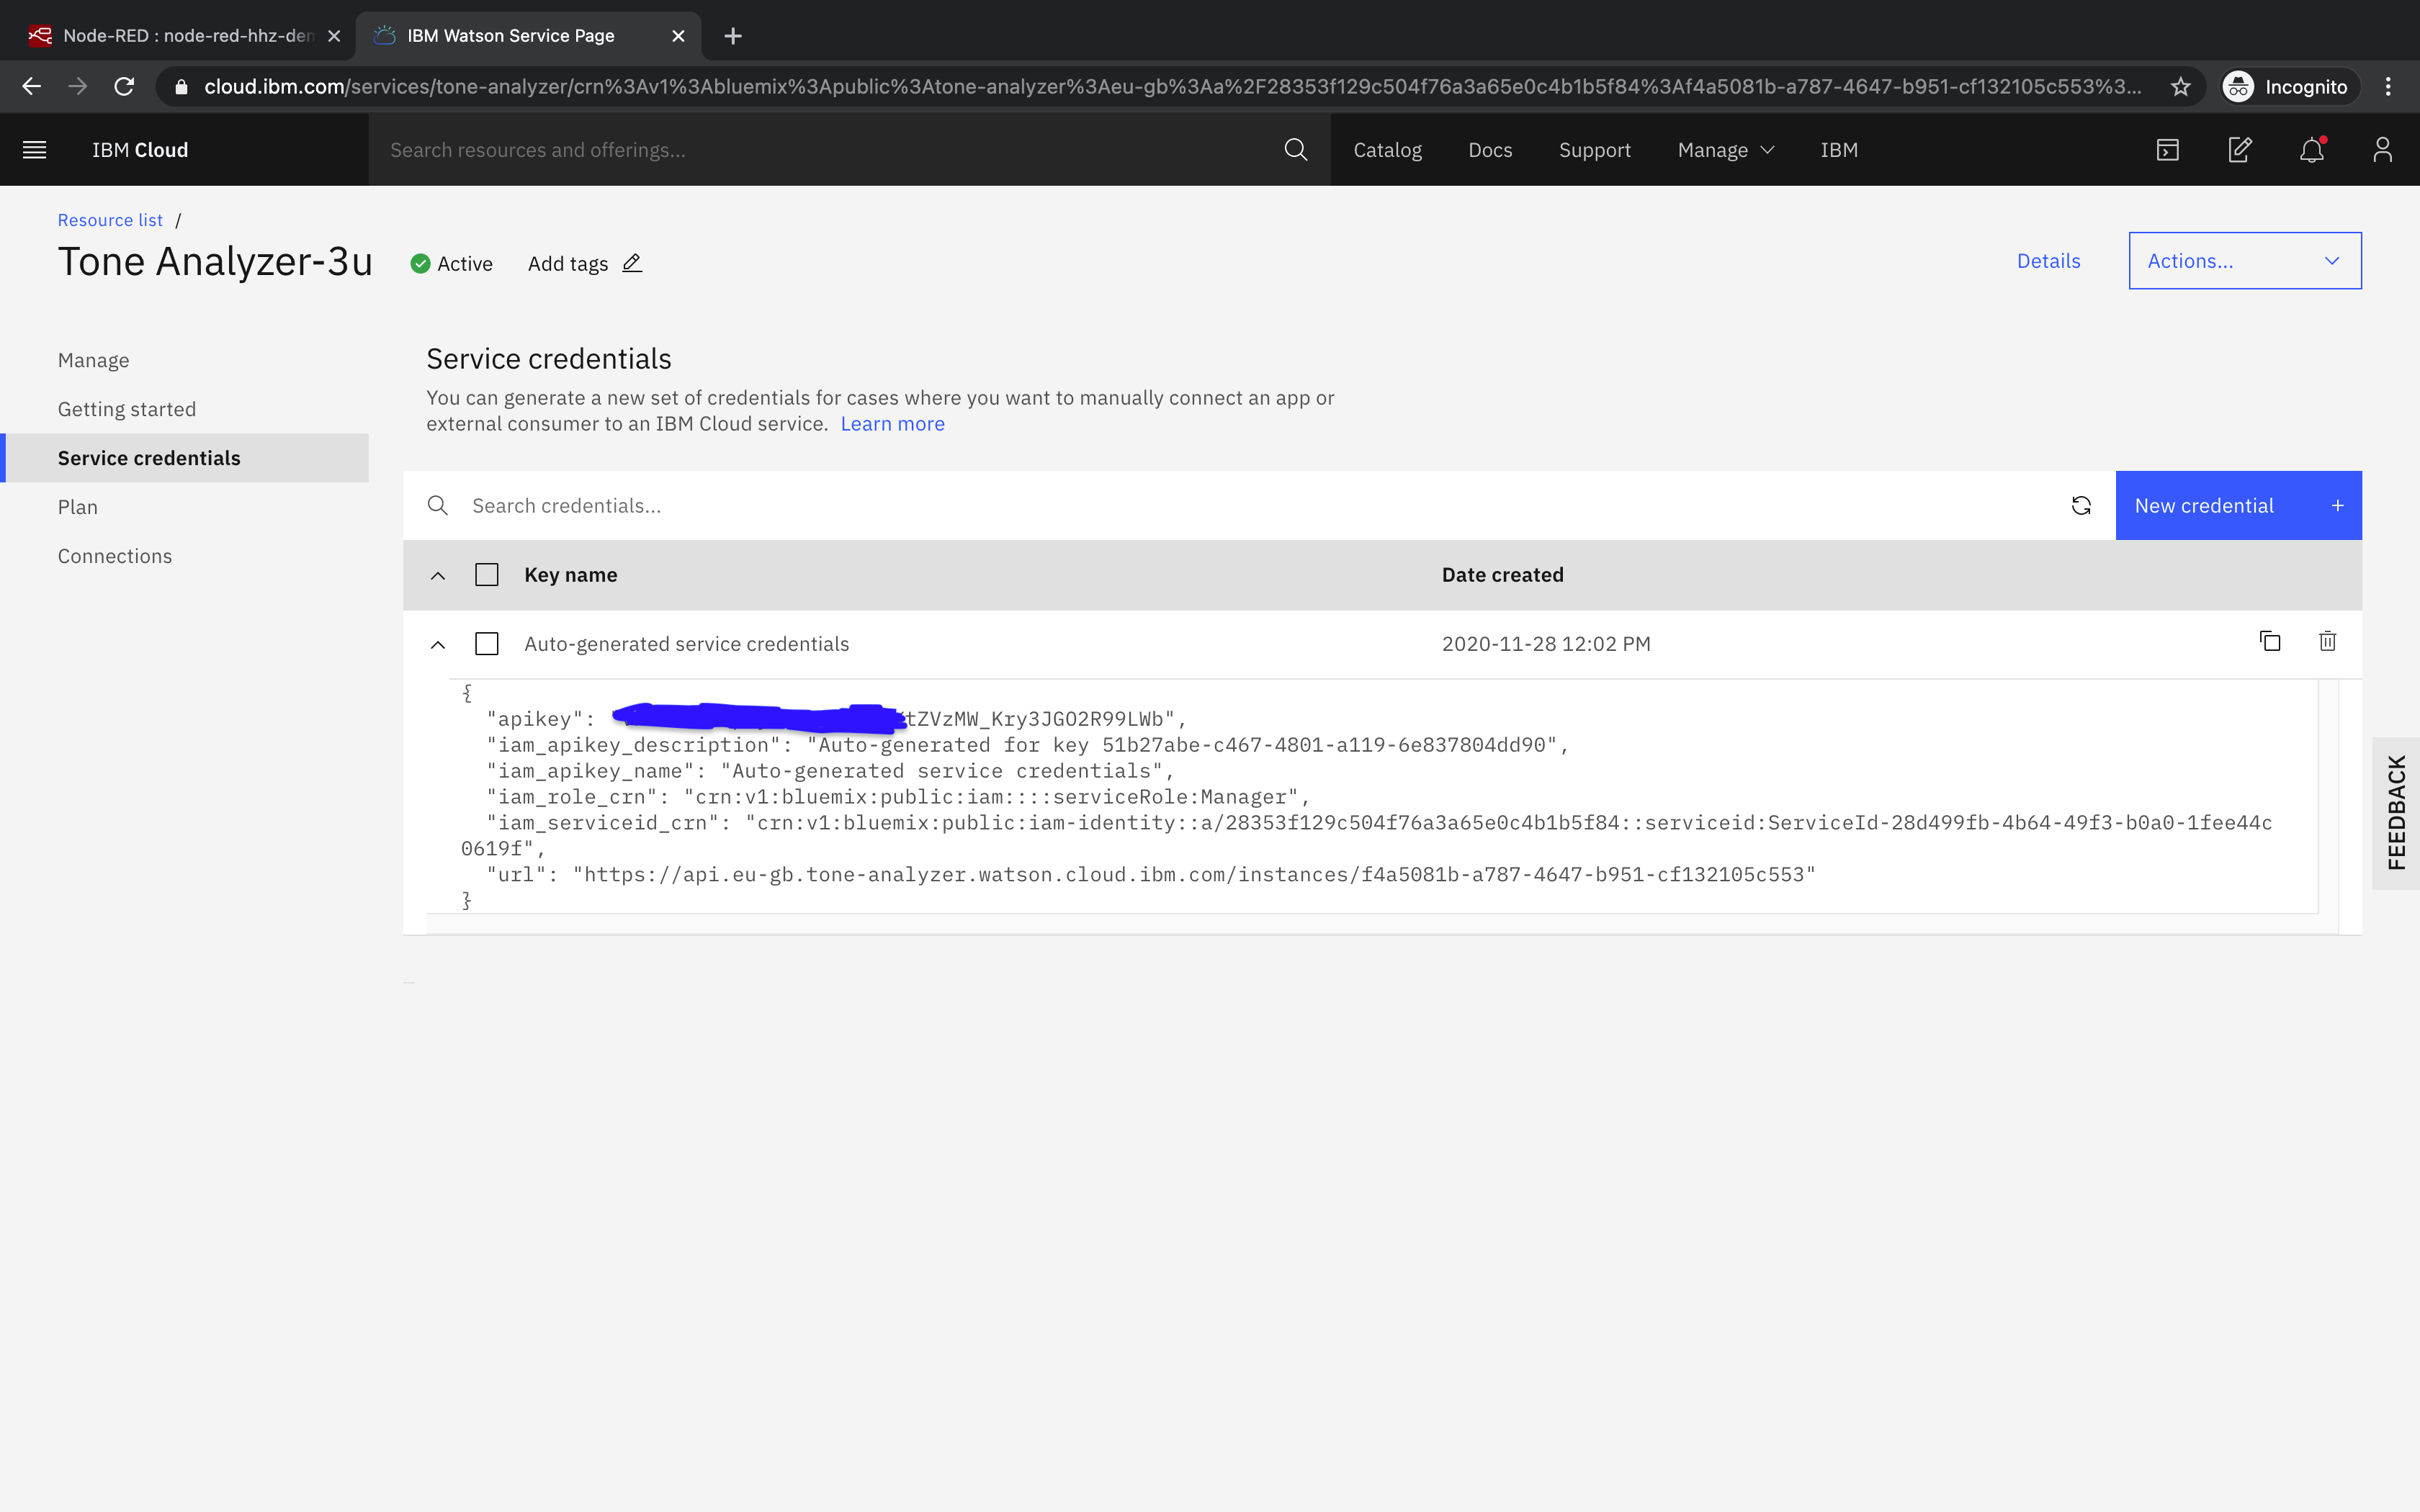 Node-RED : node-red-hhz-den
IBM Watson Service Page
cloud.ibm.com/services/tone-analyzer/crn%3Av1%3Abluemix%3Apublic%3Atone-analyzer%3Aeu-gb%3Aa%2F28353f129c504f76a3a65e0c4b1b5f84%3Af4a5081b-a787-4647-b951-cf132105c553%3...
Incognito
IBM Cloud
Search resources and offerings...
Catalog
Docs
Support
Manage
IBM
Resource list /
Tone Analyzer-3u
Active
Add tags
Details
Actions...
Manage
Getting started
Service credentials
Plan
Connections
Service credentials
You can generate a new set of credentials for cases where you want to manually connect an app or
external consumer to an IBM Cloud service. Learn more
Search credentials...
New credential +
Key name
Date created
Auto-generated service credentials
2020-11-28 12:02 PM
{
"apikey": tZVzMW_Kry3JGO2R99LWb",
"iam_apikey_description": "Auto-generated for key 51b27abe-c467-4801-a119-6e837804dd90",
"iam_apikey_name": "Auto-generated service credentials",
"iam_role_crn": "crn:v1:bluemix:public:iam::::serviceRole:Manager",
"iam_serviceid_crn": "crn:v1:bluemix:public:iam-identity::a/28353f129c504f76a3a65e0c4b1b5f84::serviceid:ServiceId-28d499fb-4b64-49f3-b0a0-1fee44c
0619f",
"url": "https://api.eu-gb.tone-analyzer.watson.cloud.ibm.com/instances/f4a5081b-a787-4647-b951-cf132105c553"
}
FEEDBACK